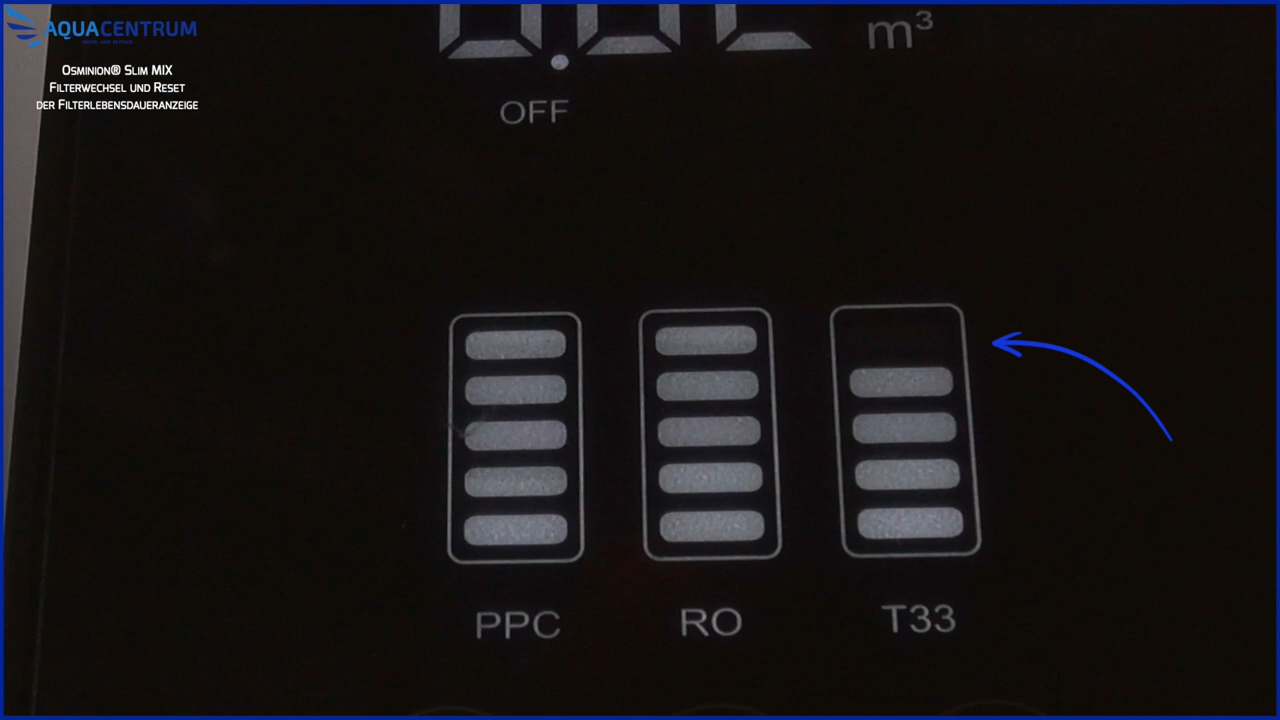 AQUACENTRUM
Osminion® Slim MIX
Filterwechsel und Reset
der Filterlebensdaueranzeige
m³
OFF
PPC
RO
T33